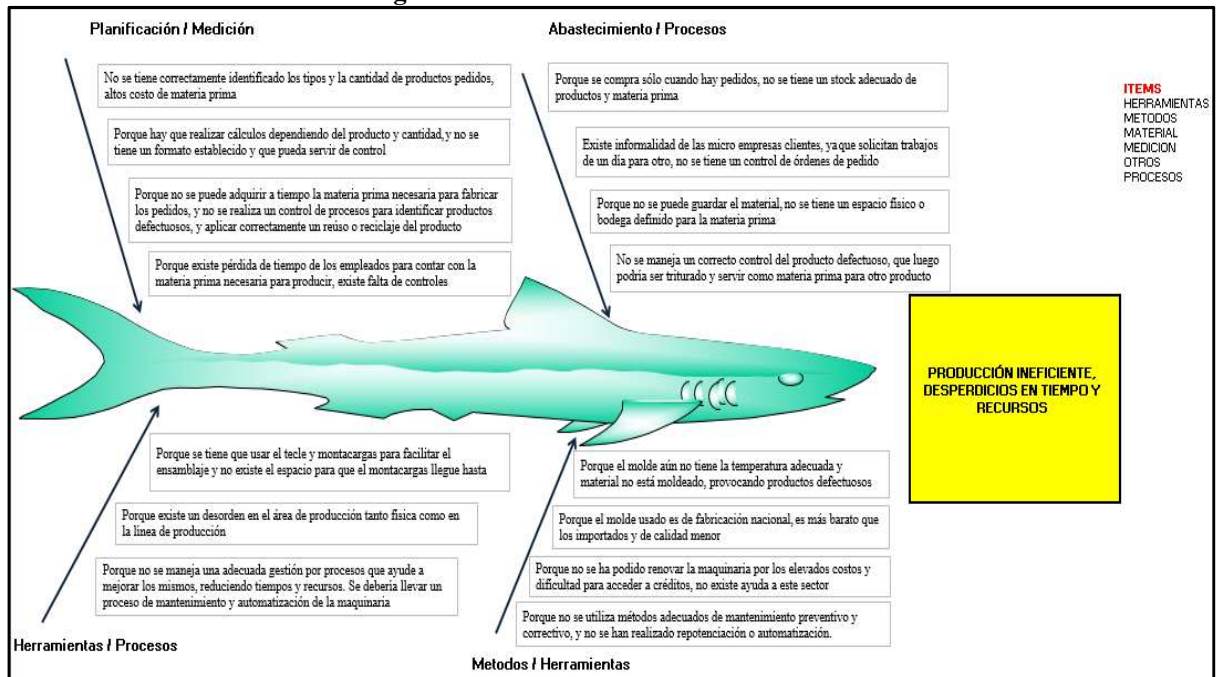 Planificación / Medición
No se tiene correctamente identificado los tipos y la cantidad de productos pedidos,
altos costo de materia prima
Porque hay que realizar cálculos dependiendo del producto y cantidad, y no se
tiene un formato establecido y que pueda servir de control
Porque no se puede adquirir a tiempo la materia prima necesaria para fabricar
los pedidos, y no se realiza un control de procesos para identificar productos
defectuosos, y aplicar correctamente un reúso o reciclaje del producto
Porque existe pérdida de tiempo de los empleados para contar con la
materia prima necesaria para producir, existe falta de controles
Abastecimiento / Procesos
Porque se compra sólo cuando hay pedidos, no se tiene un stock adecuado de
productos y materia prima
Existe informalidad de las micro empresas clientes, ya que solicitan trabajos
de un día para otro, no se tiene un control de órdenes de pedido
Porque no se puede guardar el material, no se tiene un espacio físico o
bodega definido para la materia prima
No se maneja un correcto control del producto defectuoso, que luego
podría ser triturado y servir como materia prima para otro producto
ITEMS
HERRAMIENTAS
METODOS
MATERIAL
MEDICION
OTROS
PROCESOS
PRODUCCIÓN INEFICIENTE,
DESPERDICIOS EN TIEMPO Y
RECURSOS
Porque se tiene que usar el tecle y montacargas para facilitar el
ensamblaje y no existe el espacio para que el montacargas llegue hasta
Porque existe un desorden en el área de producción tanto física como en
la línea de producción
Porque no se maneja una adecuada gestión por procesos que ayude a
mejorar los mismos, reduciendo tiempos y recursos. Se deberia llevar un
proceso de mantenimiento y automatización de la maquinaria
Herramientas / Procesos
Porque el molde aún no tiene la temperatura adecuada y
material no está moldeado, provocando productos defectuosos
Porque el molde usado es de fabricación nacional, es más barato que
los importados y de calidad menor
Porque no se ha podido renovar la maquinaria por los elevados costos y
dificultad para acceder a créditos, no existe ayuda a este sector
Porque no se utiliza métodos adecuados de mantenimiento preventivo y
correctivo, y no se han realizado repotenciación o automatización.
Metodos / Herramientas